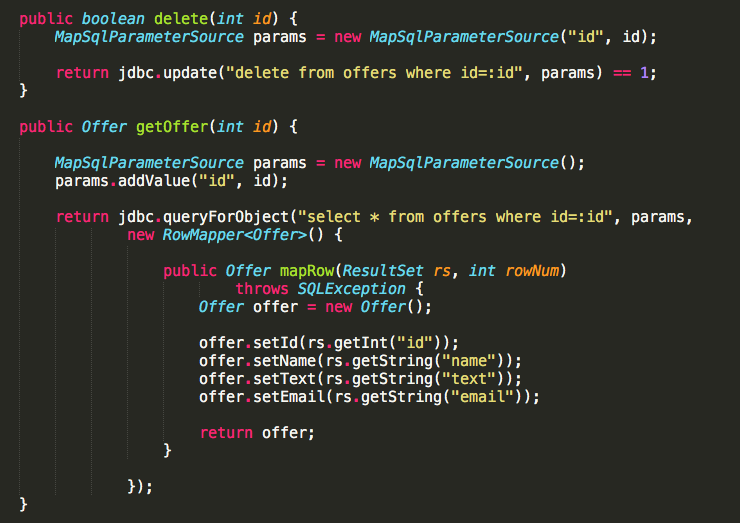 public boolean delete(int id) {
MapSqlParameterSource params = new MapSqlParameterSource("id", id);
return jdbc.update("delete from offers where id=:id", params) == 1;
}
public Offer getOffer(int id) {
MapSqlParameterSource params = new MapSqlParameterSource();
params.addValue("id", id);
return jdbc.queryForObject("select * from offers where id=:id", params,
new RowMapper<Offer>() {
public Offer mapRow(ResultSet rs, int rowNum)
throws SQLException {
Offer offer = new Offer();
offer.setId(rs.getInt("id"));
offer.setName(rs.getString("name"));
offer.setText(rs.getString("text"));
offer.setEmail(rs.getString("email"));
return offer;
}
});
}